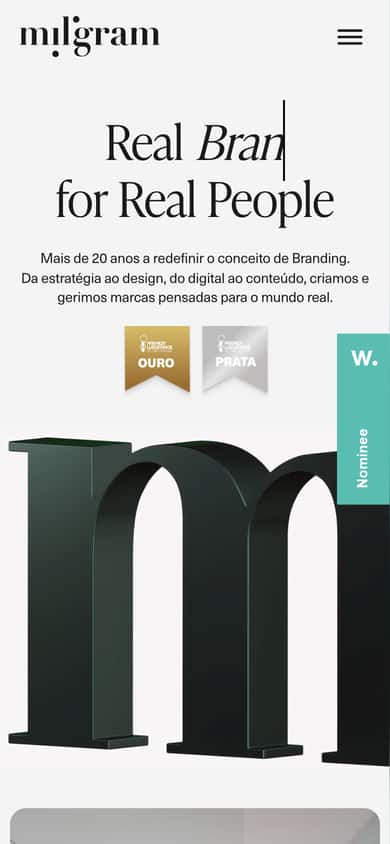 milgram
Real Bran
for Real People
Mais de 20 anos a redefinir o conceito de Branding.
Da estratégia ao design, do digital ao conteúdo, criamos e
gerimos marcas pensadas para o mundo real.
OURO
PRATA
W.
Nominee
m